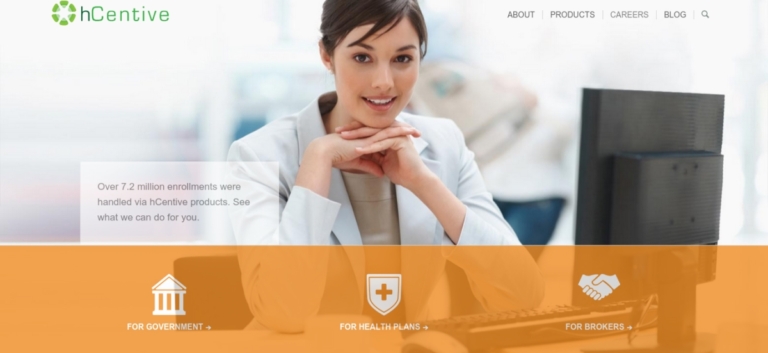 hCentive
ABOUT
PRODUCTS
CAREERS
BLOG
Over 7.2 million enrollments were
handled via hCentive products. See
what we can do for you.
FOR GOVERNMENT
FOR HEALTH PLANS
FOR BROKERS